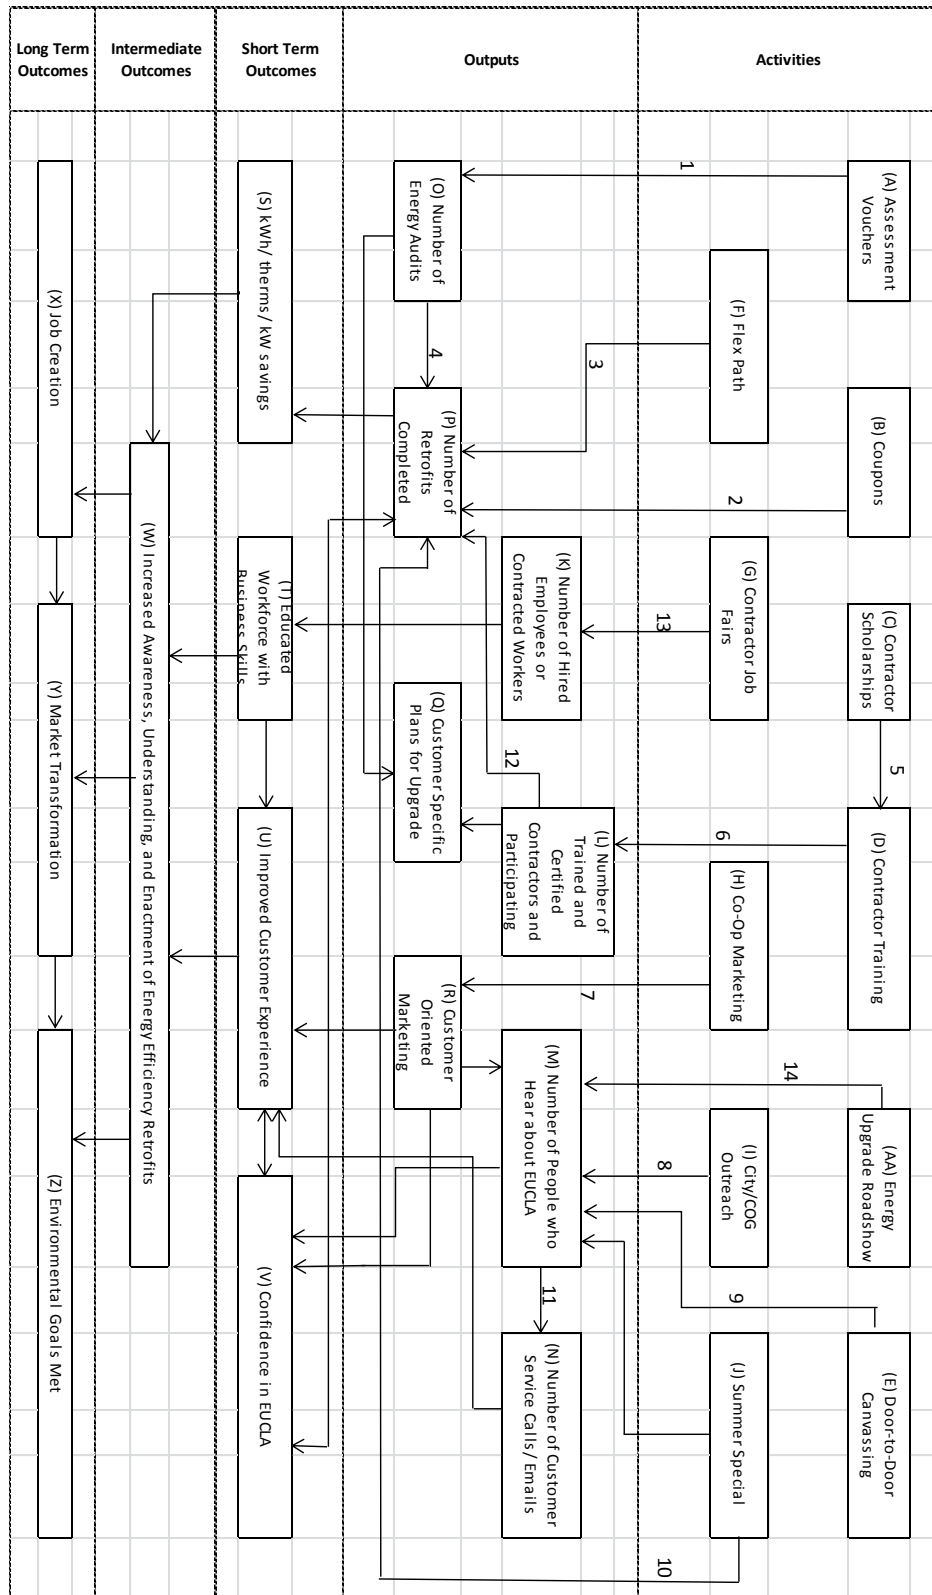 Activities
Outputs
Short Term
Outcomes
Intermediate
Outcomes
Long Term
Outcomes
(A) Assessment
Vouchers
(B) Coupons
(C) Contractor
Scholarships
(D) Contractor Training
(AA) Energy
Upgrade Roadshow
(E) Door-to-Door
Canvassing
(F) Flex Path
(G) Contractor Job
Fairs
(H) Co-Op Marketing
(I) City/COG
Outreach
(J) Summer Special
1
3
2
13
5
6
7
14
8
9
10
(K) Number of Hired
Employees or
Contracted Workers
(L) Number of
Trained and
Certified
Contractors and
Participating
(M) Number of People who
Hear about EUCLA
11
(N) Number of Customer
Service Calls / Emails
12
(O) Number of
Energy Audits
4
(P) Number of
Retrofits
Completed
(Q) Customer Specific
Plans for Upgrade
(R) Customer
Oriented
Marketing
(S) kWh/ therms / kW savings
(T) Educated
Workforce with
Business Skills
(U) Improved Customer Experience
(V) Confidence in EUCLA
(W) Increased Awareness, Understanding, and Enactment of Energy Efficiency Retrofits
(X) Job Creation
(Y) Market Transformation
(Z) Environmental Goals Met